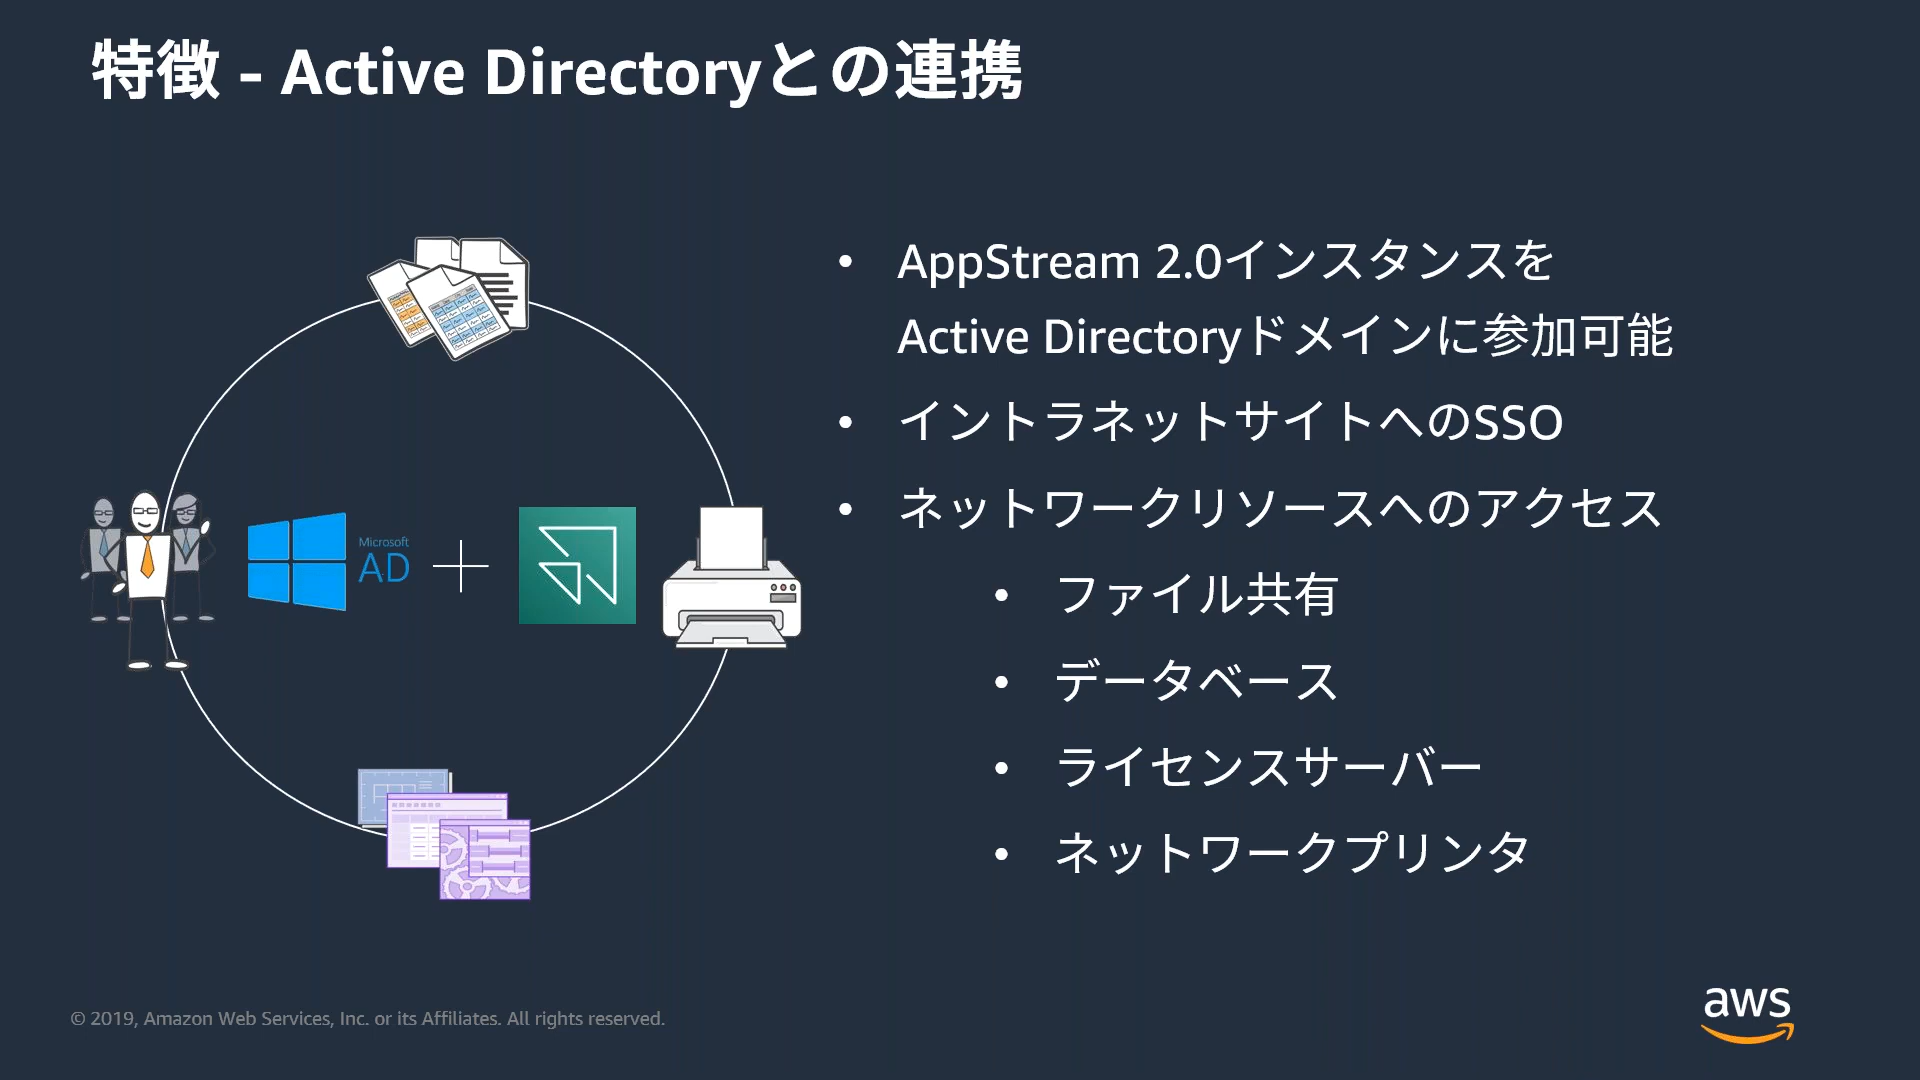 特徴 - Active Directoryとの連携
• AppStream 2.0インスタンスを
Active Directoryドメインに参加可能
• イントラネットサイトへのSSO
• ネットワークリソースへのアクセス
• ファイル共有
• データベース
• ライセンスサーバー
• ネットワークプリンタ
Microsoft
AD
© 2019, Amazon Web Services, Inc. or its Affiliates. All rights reserved.
aws